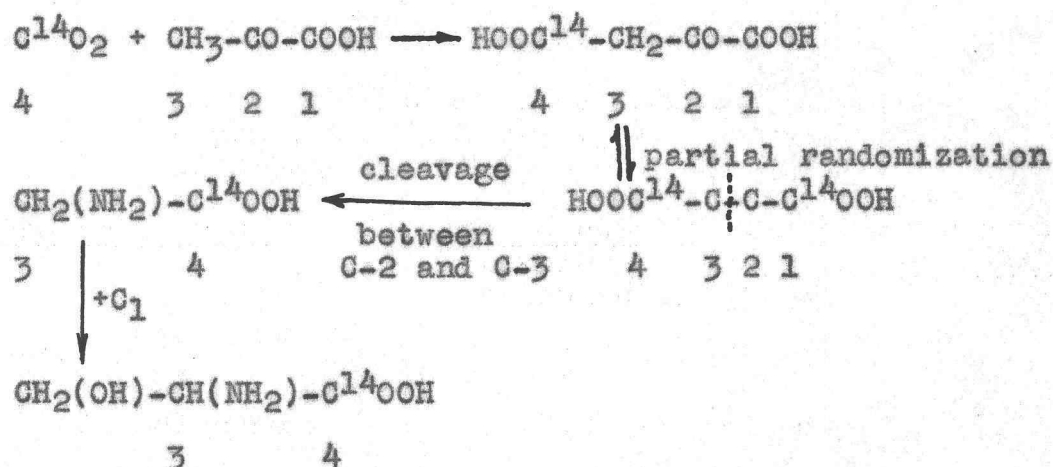 C¹⁴O₂ + CH₃-CO-COOH ⟶ HOOC¹⁴-CH₂-CO-COOH
4 3 2 1 4 3 2 1
partial randomization
cleavage
CH₂(NH₂)-C¹⁴OOH ⟵ HOOC¹⁴-C-C-C¹⁴OOH
between
3 4 C-2 and C-3 4 3 2 1
+C₁
CH₂(OH)-CH(NH₂)-C¹⁴OOH
3 4